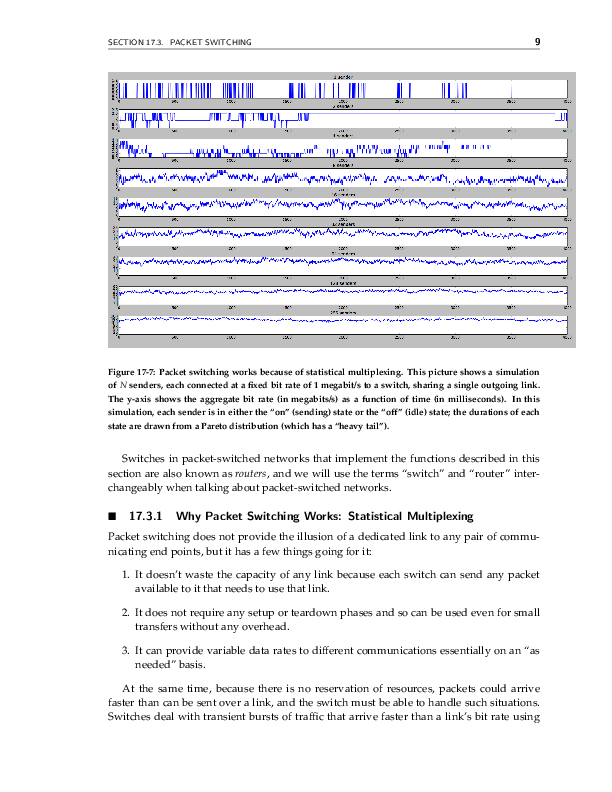 SECTION 17.3. PACKET SWITCHING 9
Figure 17-7: Packet switching works because of statistical multiplexing. This picture shows a simulation
of N senders, each connected at a fixed bit rate of 1 megabit/s to a switch, sharing a single outgoing link.
The y-axis shows the aggregate bit rate (in megabits/s) as a function of time (in milliseconds). In this
simulation, each sender is in either the “on” (sending) state or the “off” (idle) state; the durations of each
state are drawn from a Pareto distribution (which has a “heavy tail”).
Switches in packet-switched networks that implement the functions described in this
section are also known as routers, and we will use the terms “switch” and “router” inter-
changeably when talking about packet-switched networks.
■ 17.3.1 Why Packet Switching Works: Statistical Multiplexing
Packet switching does not provide the illusion of a dedicated link to any pair of commu-
nicating end points, but it has a few things going for it:
1. It doesn’t waste the capacity of any link because each switch can send any packet
available to it that needs to use that link.
2. It does not require any setup or teardown phases and so can be used even for small
transfers without any overhead.
3. It can provide variable data rates to different communications essentially on an “as
needed” basis.
At the same time, because there is no reservation of resources, packets could arrive
faster than can be sent over a link, and the switch must be able to handle such situations.
Switches deal with transient bursts of traffic that arrive faster than a link’s bit rate using